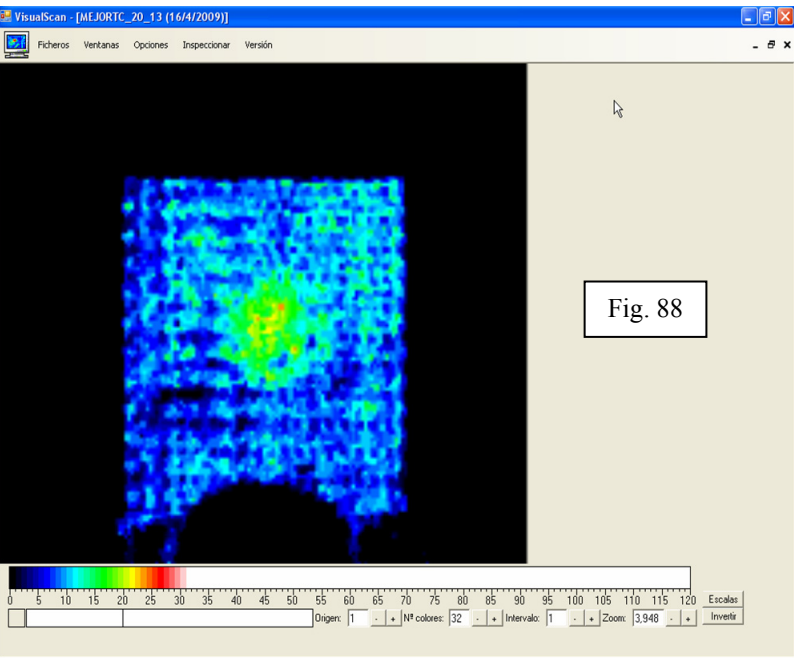 VisualScan - [MEJORTC_20_13 (16/4/2009)]
Ficheros Ventanas Opciones Inspeccionar Versión
Fig. 88
0 5 10 15 20 25 30 35 40 45 50 55 60 65 70 75 80 85 90 95 100 105 110 115 120 Escalas
Origen: 1 - + Nª colores: 32 - + Intervalo: 1 - + Zoom: 3,948 - + Invertir